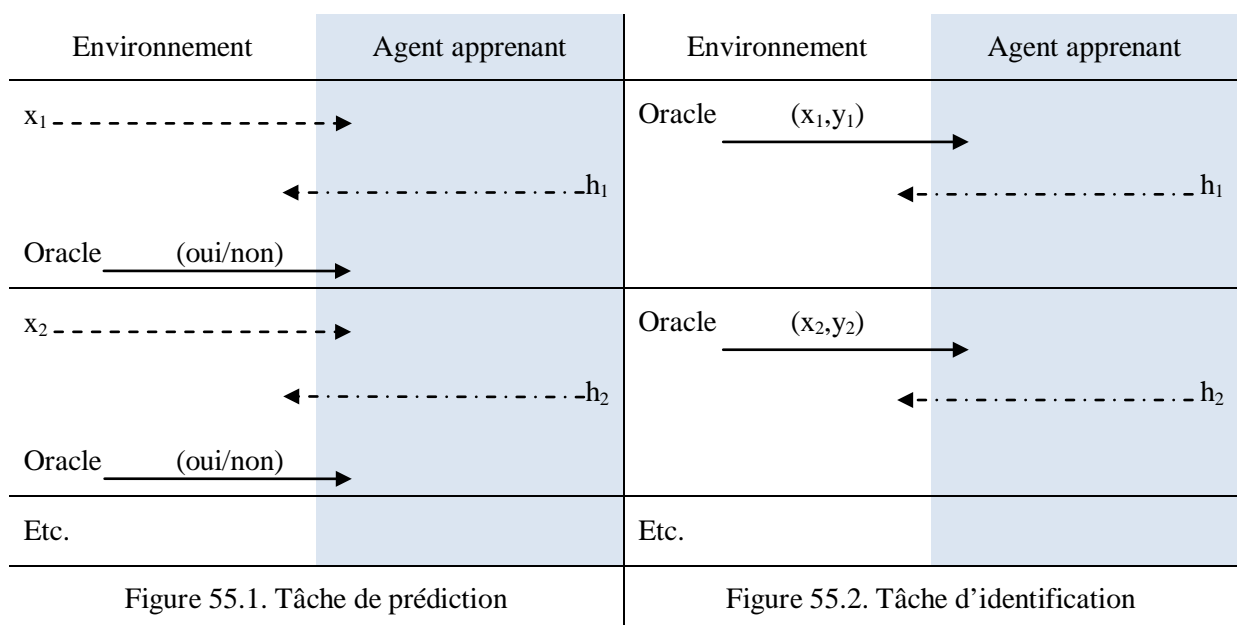 Environnement Agent apprenant Environnement Agent apprenant
x₁ Oracle (x₁,y₁)
h₁ h₁
Oracle (oui/non)
x₂ Oracle (x₂,y₂)
h₂ h₂
Oracle (oui/non)
Etc. Etc.
Figure 55.1. Tâche de prédiction Figure 55.2. Tâche d’identification